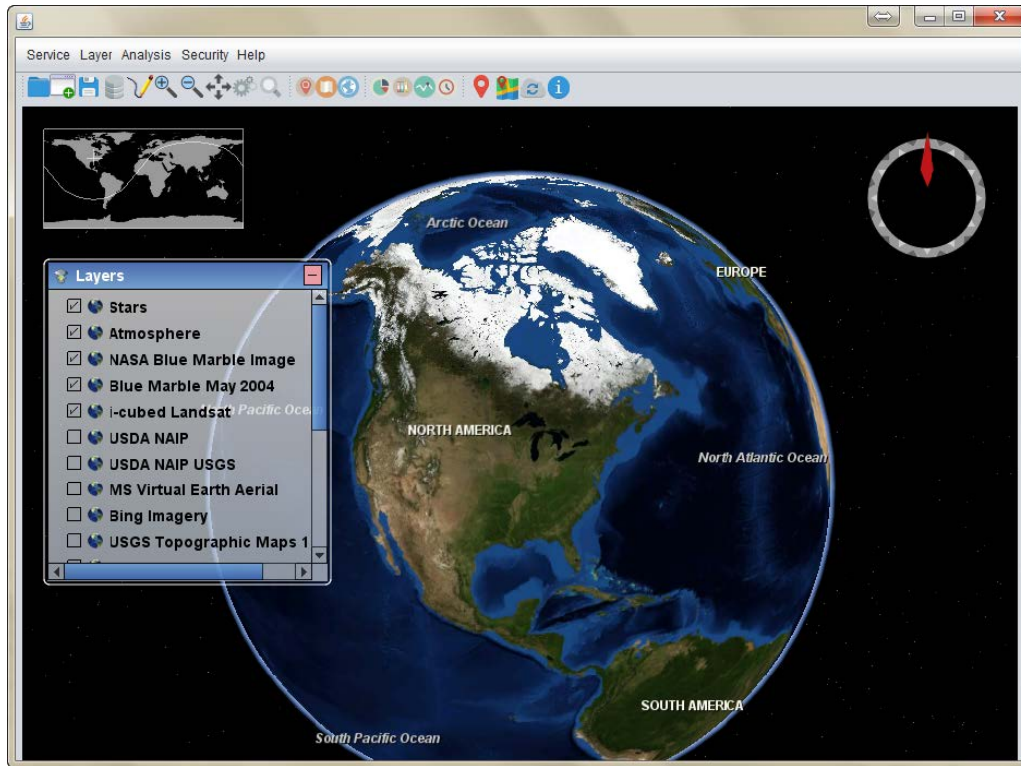 Service Layer Analysis Security Help
Arctic Ocean
EUROPE
Layers
Stars
Atmosphere
NASA Blue Marble Image
Blue Marble May 2004
i-cubed Landsat
North Pacific Ocean
USDA NAIP
USDA NAIP USGS
MS Virtual Earth Aerial
Bing Imagery
USGS Topographic Maps 1
NORTH AMERICA
North Atlantic Ocean
SOUTH AMERICA
South Pacific Ocean